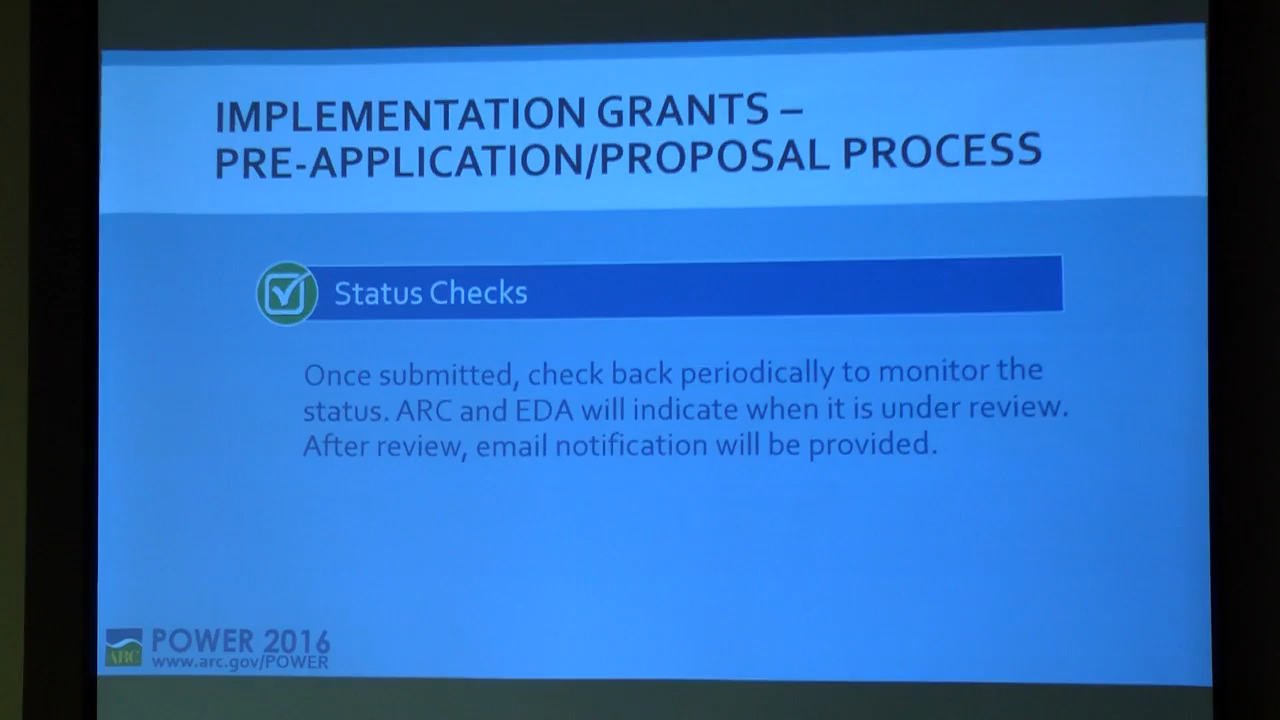 IMPLEMENTATION GRANTS –
PRE-APPLICATION/PROPOSAL PROCESS
Status Checks
Once submitted, check back periodically to monitor the
status. ARC and EDA will indicate when it is under review.
After review, email notification will be provided.
ARC
POWER 2016
www.arc.gov/POWER